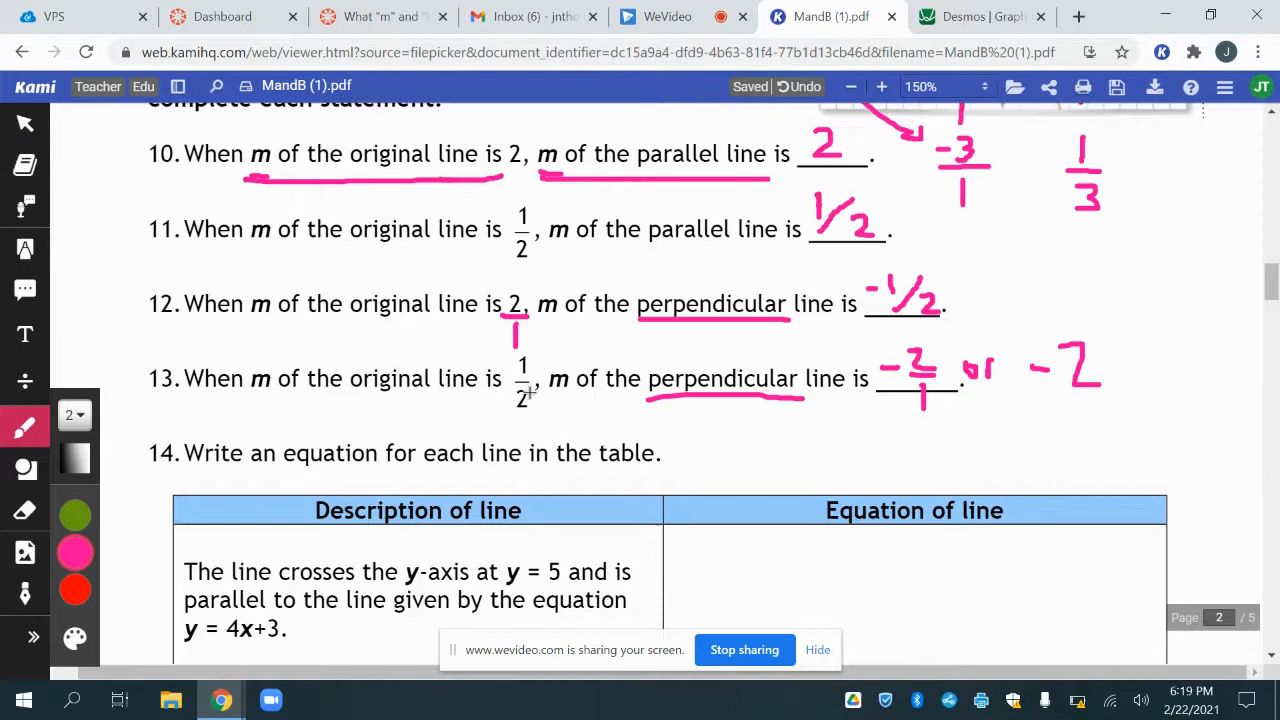 VPS
Dashboard
What "m" and "
Inbox (6) - jntho
WeVideo
MandB (1).pdf
Desmos | Graph
web.kamihq.com/web/viewer.html?source=filepicker&document_identifier=dc15a9a4-dfd9-4365-81f4-77b1d13cb46d&filename=MandB%20(1).pdf
Kami Teacher Edu MandB (1).pdf Saved Undo 150% JT
complete each statement.
10. When m of the original line is 2, m of the parallel line is 2. -3/1 1/3
11. When m of the original line is 1/2, m of the parallel line is 1/2.
12. When m of the original line is 2/1, m of the perpendicular line is -1/2.
13. When m of the original line is 1/2, m of the perpendicular line is -2/1. or -2
14. Write an equation for each line in the table.
Description of line Equation of line
The line crosses the y-axis at y = 5 and is
parallel to the line given by the equation
y = 4x+3.
Page 2 / 5
www.wevideo.com is sharing your screen. Stop sharing Hide
2
6:19 PM
2/22/2021